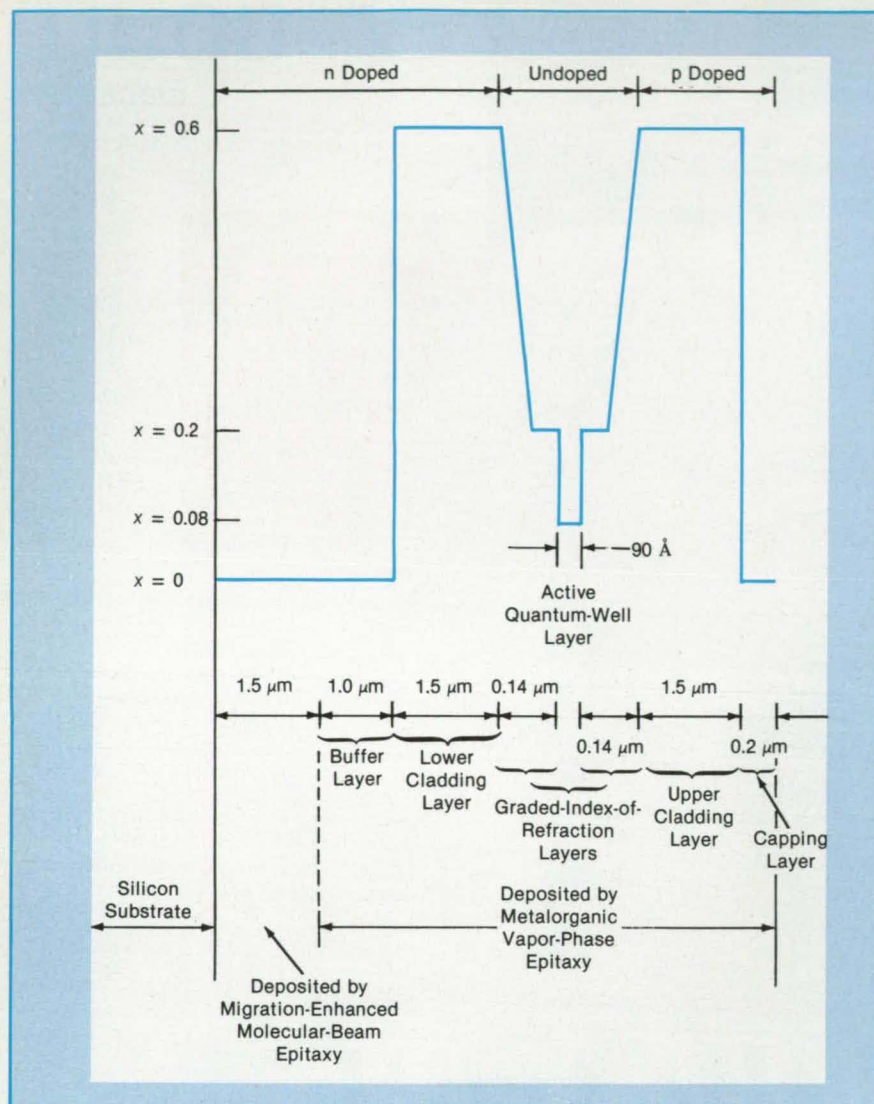 n Doped
Undoped
p Doped
x = 0.6
x = 0.2
x = 0.08
x = 0
90 Å
Active
Quantum-Well
Layer
1.5 µm
1.0 µm
1.5 µm
0.14 µm
1.5 µm
0.14 µm
0.2 µm
Buffer
Layer
Lower
Cladding
Layer
Graded-Index-of-
Refraction
Layers
Upper
Cladding
Layer
Capping
Layer
Silicon
Substrate
Deposited by
Metalorganic
Vapor-Phase
Epitaxy
Deposited by
Migration-Enhanced
Molecular-Beam
Epitaxy